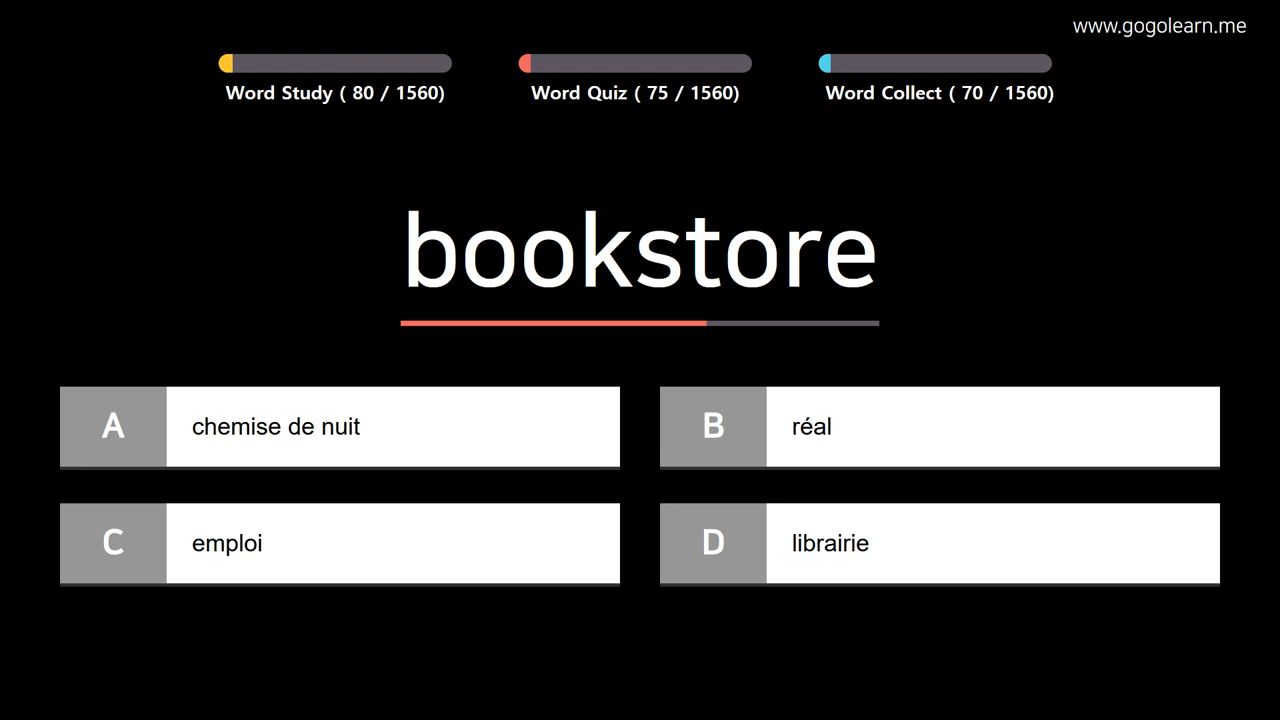 www.gogolearn.me
Word Study ( 80 / 1560)
Word Quiz ( 75 / 1560)
Word Collect ( 70 / 1560)
bookstore
A
chemise de nuit
B
réal
C
emploi
D
librairie